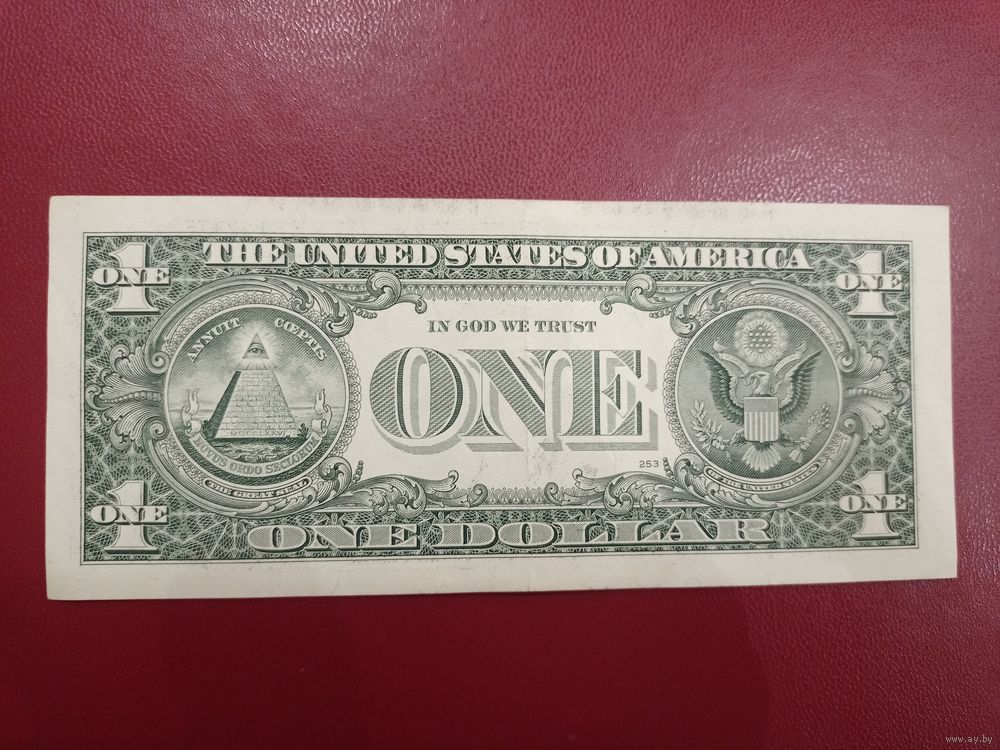 THE UNITED STATES OF AMERICA
1
ONE
1
ONE
ANNUIT CŒPTIS
IN GOD WE TRUST
ONE
MDCCLXXVI
NOVUS ORDO SECLORUM
THE GREAT SEAL
253
OF THE UNITED STATES
1
ONE
1
ONE
ONE DOLLAR
www.ay.by